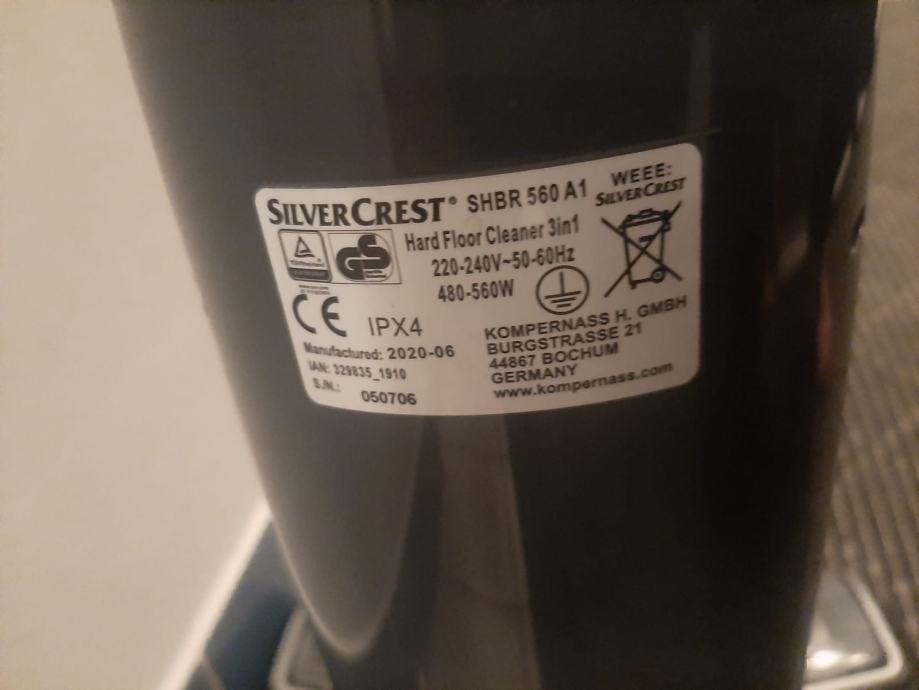 SILVERCREST® SHBR 560 A1
WEEE:
SILVERCREST
Hard Floor Cleaner 3in1
220-240V~50-60Hz
480-560W
GS
CE IPX4
Manufactured: 2020-06
IAN: 329835_1910
S./N.: 050706
KOMPERNASS H. GMBH
BURGSTRASSE 21
44867 BOCHUM
GERMANY
www.kompernass.com